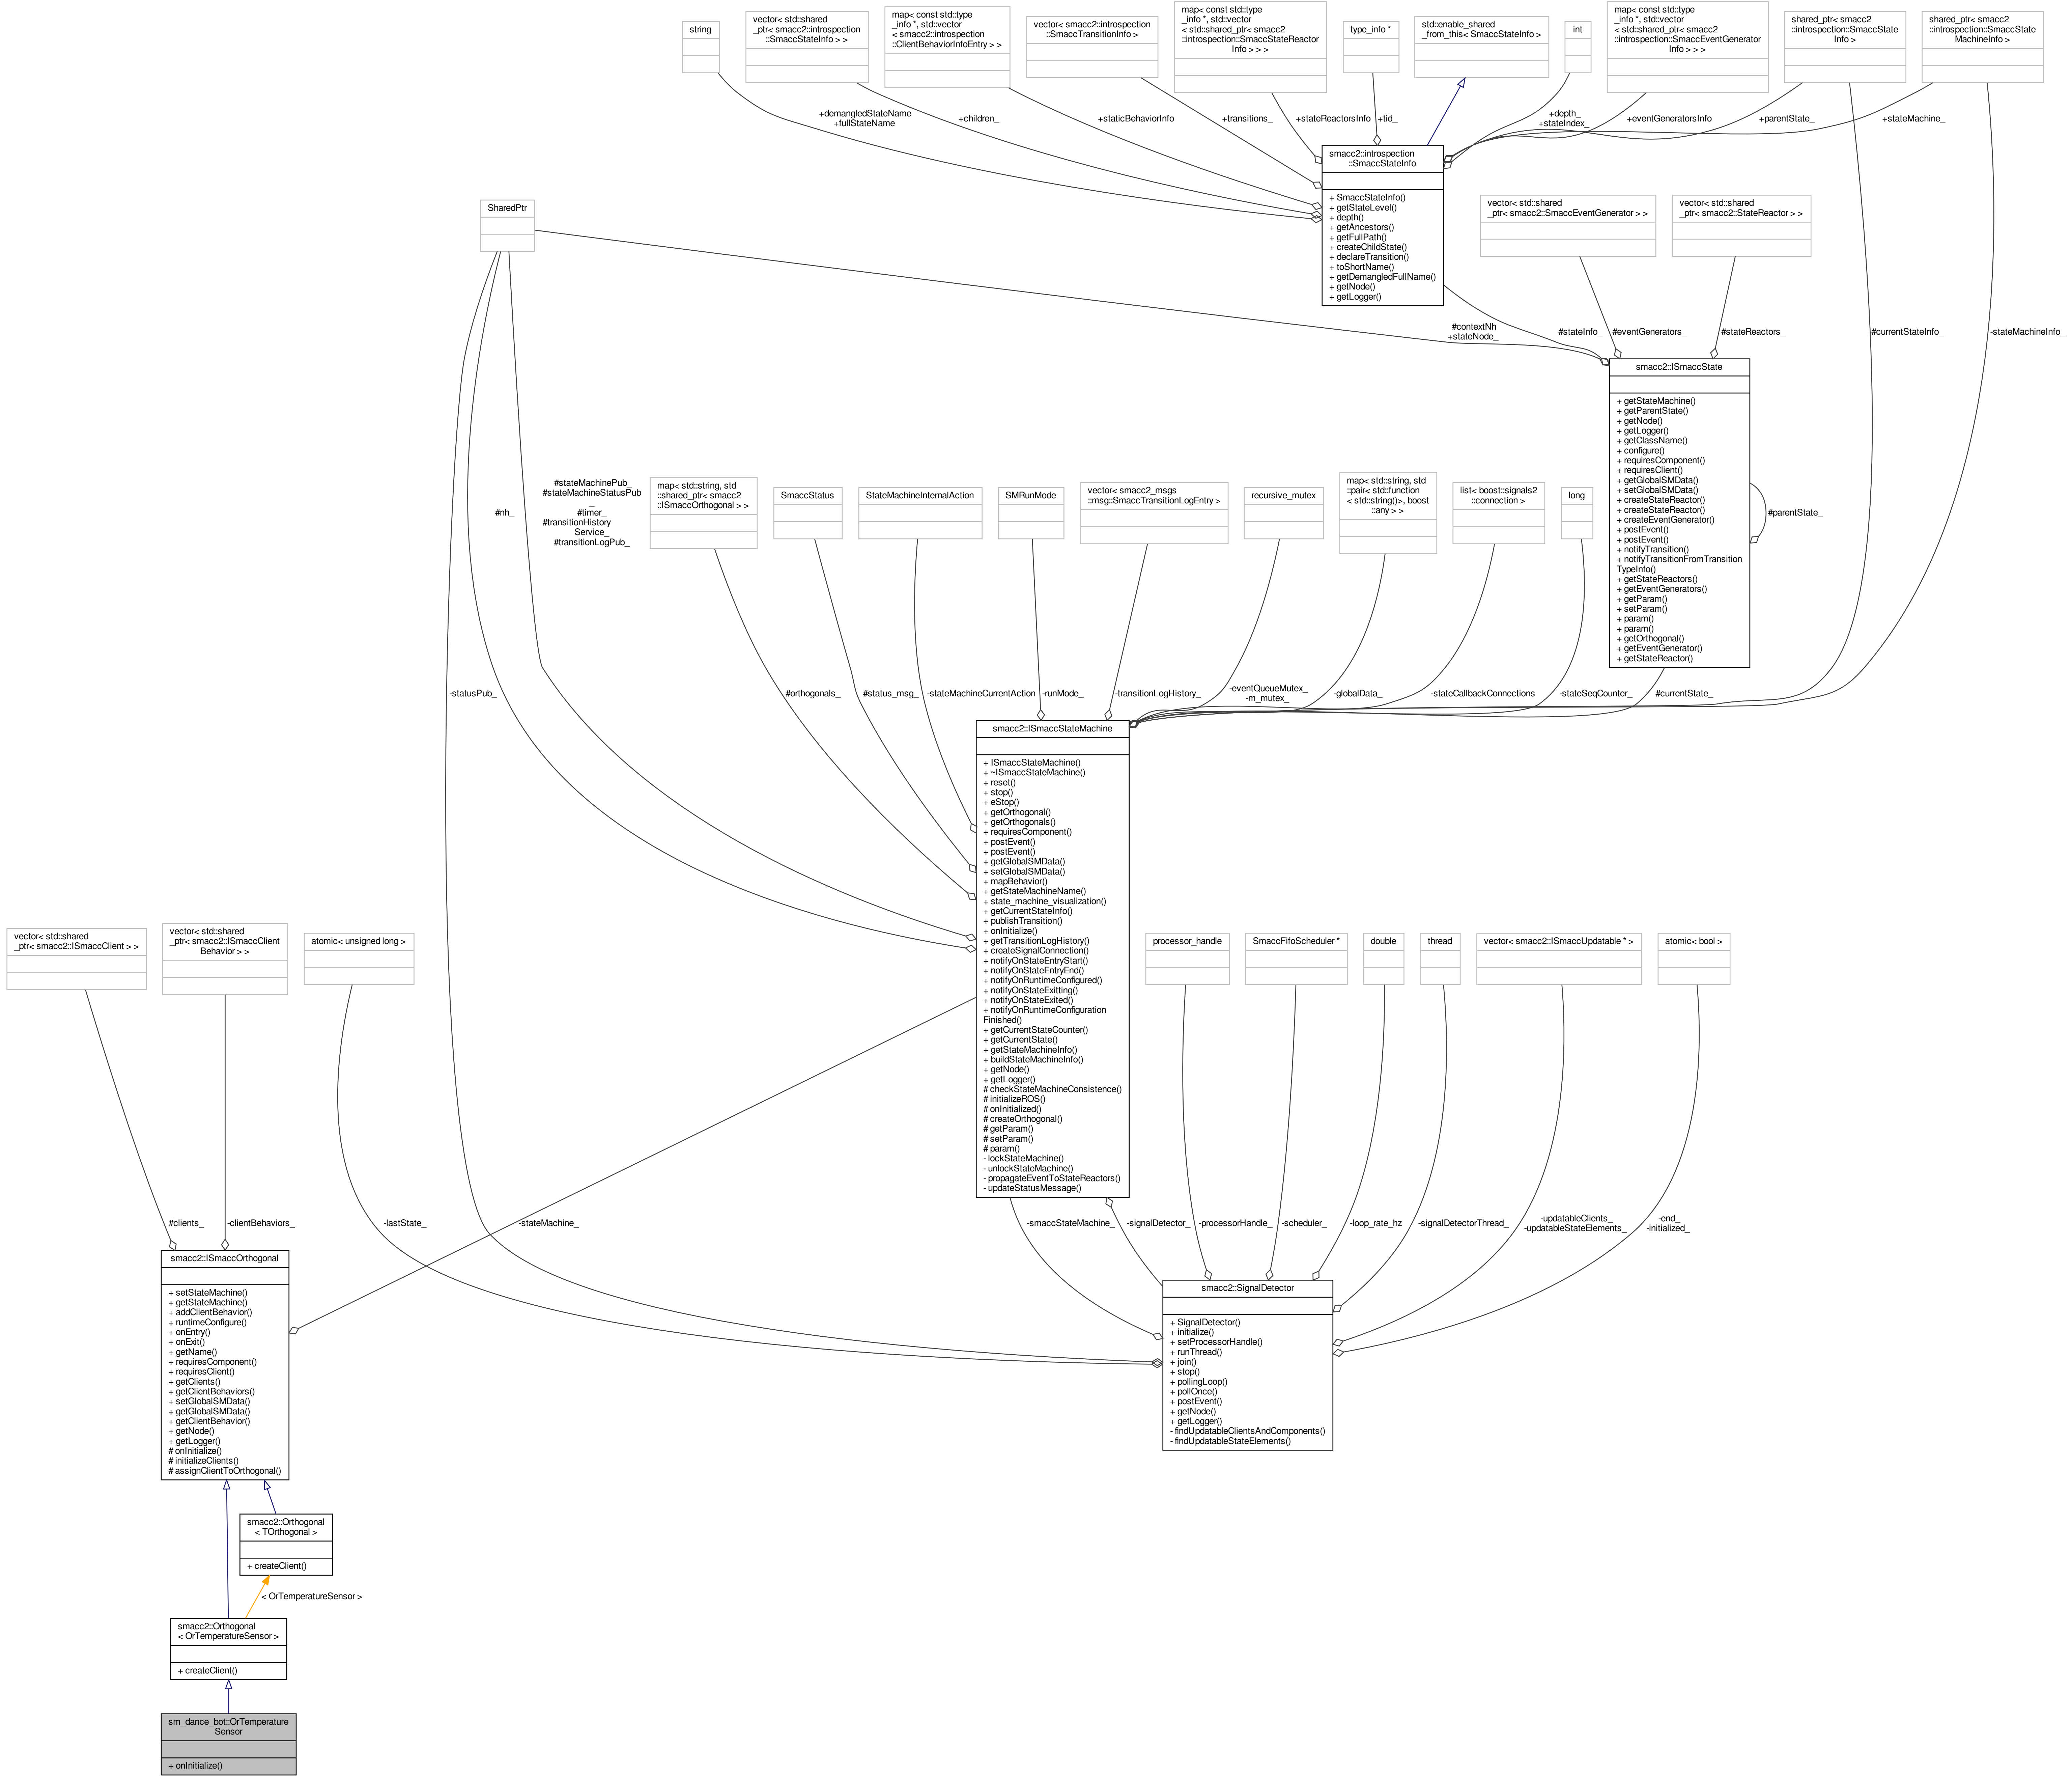 string
vector< std::shared
_ptr< smacc2::introspection
::SmaccStateInfo > >
map< const std::type
_info *, std::vector
< smacc2::introspection
::ClientBehaviorInfoEntry > >
vector< smacc2::introspection
::SmaccTransitionInfo >
map< const std::type
_info *, std::vector
< std::shared_ptr< smacc2
::introspection::SmaccStateReactor
Info > > >
type_info *
std::enable_shared
_from_this< SmaccStateInfo >
int
map< const std::type
_info *, std::vector
< std::shared_ptr< smacc2
::introspection::SmaccEventGenerator
Info > > >
shared_ptr< smacc2
::introspection::SmaccState
Info >
shared_ptr< smacc2
::introspection::SmaccState
MachineInfo >
+demangledStateName
+fullStateName
+children_
+staticBehaviorInfo
+transitions_
+stateReactorsInfo
+tid_
+depth_
+stateIndex_
+eventGeneratorsInfo
+parentState_
+stateMachine_
smacc2::introspection
::SmaccStateInfo
+ SmaccStateInfo()
+ getStateLevel()
+ depth()
+ getAncestors()
+ getFullPath()
+ createChildState()
+ declareTransition()
+ toShortName()
+ getDemangledFullName()
+ getNode()
+ getLogger()
SharedPtr
vector< std::shared
_ptr< smacc2::SmaccEventGenerator > >
vector< std::shared
_ptr< smacc2::StateReactor > >
#contextNh
+stateNode_
#stateInfo_
#eventGenerators_
#stateReactors_
#currentStateInfo_
-stateMachineInfo_
smacc2::ISmaccState
+ getStateMachine()
+ getParentState()
+ getNode()
+ getLogger()
+ getClassName()
+ configure()
+ requiresComponent()
+ requiresClient()
+ getGlobalSMData()
+ setGlobalSMData()
+ createStateReactor()
+ createStateReactor()
+ createEventGenerator()
+ postEvent()
+ postEvent()
+ notifyTransition()
+ notifyTransitionFromTransition
TypeInfo()
+ getStateReactors()
+ getEventGenerators()
+ getParam()
+ setParam()
+ param()
+ param()
+ getOrthogonal()
+ getEventGenerator()
+ getStateReactor()
#parentState_
#nh_
#stateMachinePub_
#stateMachineStatusPub
_
#timer_
#transitionHistory
Service_
#transitionLogPub_
map< std::string, std
::shared_ptr< smacc2
::ISmaccOrthogonal > >
SmaccStatus
StateMachineInternalAction
SMRunMode
vector< smacc2_msgs
::msg::SmaccTransitionLogEntry >
recursive_mutex
map< std::string, std
::pair< std::function
< std::string()>, boost
::any > >
list< boost::signals2
::connection >
long
-statusPub_
#orthogonals_
#status_msg_
-stateMachineCurrentAction
-runMode_
-transitionLogHistory_
-eventQueueMutex_
-m_mutex_
-globalData_
-stateCallbackConnections
-stateSeqCounter_
#currentState_
smacc2::ISmaccStateMachine
+ ISmaccStateMachine()
+ ~ISmaccStateMachine()
+ reset()
+ stop()
+ eStop()
+ getOrthogonal()
+ getOrthogonals()
+ requiresComponent()
+ postEvent()
+ postEvent()
+ getGlobalSMData()
+ setGlobalSMData()
+ mapBehavior()
+ getStateMachineName()
+ state_machine_visualization()
+ getCurrentStateInfo()
+ publishTransition()
+ onInitialize()
+ getTransitionLogHistory()
+ createSignalConnection()
+ notifyOnStateEntryStart()
+ notifyOnStateEntryEnd()
+ notifyOnRuntimeConfigured()
+ notifyOnStateExitting()
+ notifyOnStateExited()
+ notifyOnRuntimeConfiguration
Finished()
+ getCurrentStateCounter()
+ getCurrentState()
+ getStateMachineInfo()
+ buildStateMachineInfo()
+ getNode()
+ getLogger()
# checkStateMachineConsistence()
# initializeROS()
# onInitialized()
# createOrthogonal()
# getParam()
# setParam()
# param()
- lockStateMachine()
- unlockStateMachine()
- propagateEventToStateReactors()
- updateStatusMessage()
vector< std::shared
_ptr< smacc2::ISmaccClient > >
vector< std::shared
_ptr< smacc2::ISmaccClient
Behavior > >
atomic< unsigned long >
processor_handle
SmaccFifoScheduler *
double
thread
vector< smacc2::ISmaccUpdatable * >
atomic< bool >
#clients_
-clientBehaviors_
-lastState_
-stateMachine_
-smaccStateMachine_
-signalDetector_
-processorHandle_
-scheduler_
-loop_rate_hz
-signalDetectorThread_
-updatableClients_
-updatableStateElements_
-end_
-initialized_
smacc2::ISmaccOrthogonal
+ setStateMachine()
+ getStateMachine()
+ addClientBehavior()
+ runtimeConfigure()
+ onEntry()
+ onExit()
+ getName()
+ requiresComponent()
+ requiresClient()
+ getClients()
+ getClientBehaviors()
+ setGlobalSMData()
+ getGlobalSMData()
+ getClientBehavior()
+ getNode()
+ getLogger()
# onInitialize()
# initializeClients()
# assignClientToOrthogonal()
smacc2::SignalDetector
+ SignalDetector()
+ initialize()
+ setProcessorHandle()
+ runThread()
+ join()
+ stop()
+ pollingLoop()
+ pollOnce()
+ postEvent()
+ getNode()
+ getLogger()
- findUpdatableClientsAndComponents()
- findUpdatableStateElements()
smacc2::Orthogonal
< TOrthogonal >
+ createClient()
< OrTemperatureSensor >
smacc2::Orthogonal
< OrTemperatureSensor >
+ createClient()
sm_dance_bot::OrTemperature
Sensor
+ onInitialize()